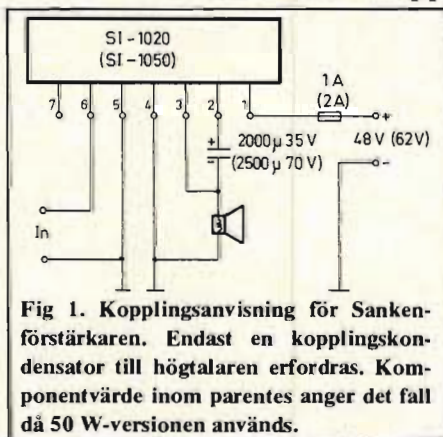 SI-1020
(SI-1050)
7 6 5 4 3 2 1
1A
(2A)
+
48V (62V)
-
+
2000μ 35V
(2500μ 70V)
In
Fig 1. Kopplingsanvisning för Sanken-
förstärkaren. Endast en kopplingskon-
densator till högtalaren erfordras. Kom-
ponentvärde inom parentes anger det fall
då 50 W-versionen används.